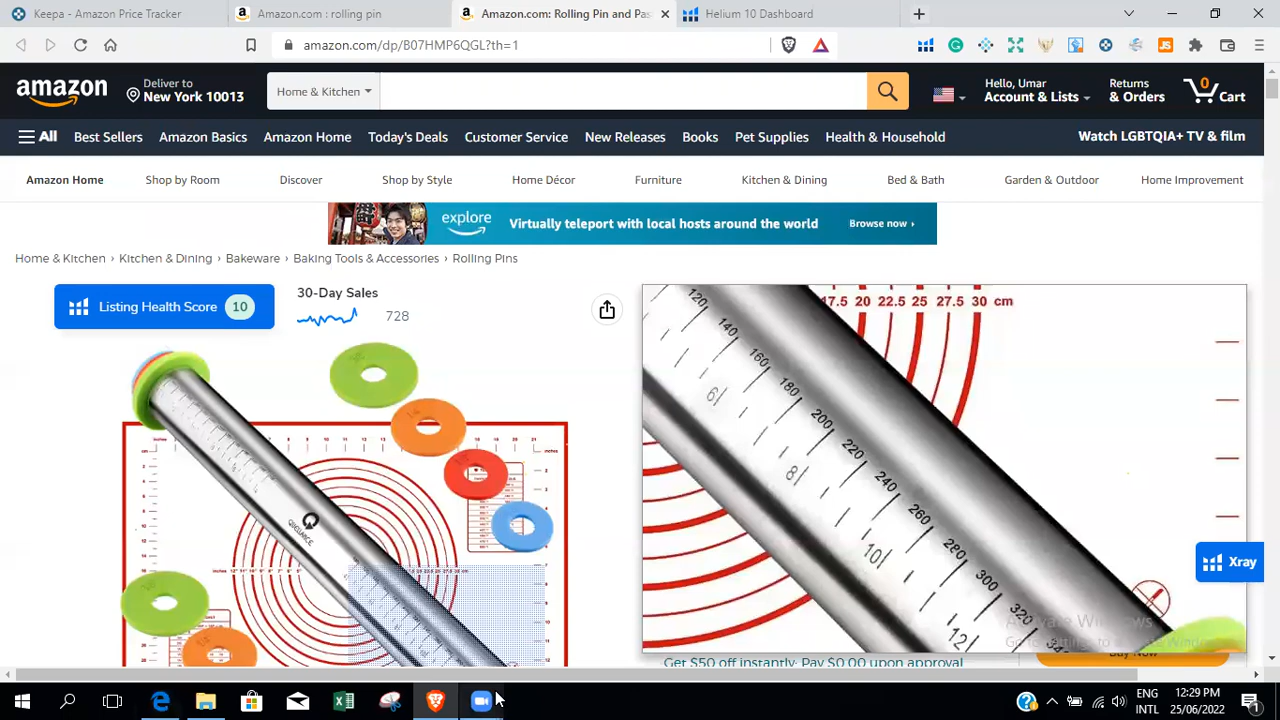 Keepa - Amazon Price Tracker
Amazon.com : rolling pin
Amazon.com: Rolling Pin and Pas
Helium 10 Dashboard
amazon.com/dp/B07HMP6QGL?th=1
amazon
Deliver to
New York 10013
Home & Kitchen
Hello, Umar
Account & Lists
Returns
& Orders
0
Cart
All
Best Sellers
Amazon Basics
Amazon Home
Today's Deals
Customer Service
New Releases
Books
Pet Supplies
Health & Household
Watch LGBTQIA+ TV & film
Amazon Home
Shop by Room
Discover
Shop by Style
Home Décor
Furniture
Kitchen & Dining
Bed & Bath
Garden & Outdoor
Home Improvement
explore
Virtually teleport with local hosts around the world
Browse now ›
Home & Kitchen › Kitchen & Dining › Bakeware › Baking Tools & Accessories › Rolling Pins
Listing Health Score 10
30-Day Sales
728
17.5 20 22.5 25 27.5 30 cm
120
140
160
180
200
220
240
260
280
300
320
6
8
10
12
Xray
Get $50 off instantly: Pay $0.00 upon approval
Buy Now
ENG
INTL
12:29 PM
25/06/2022
1